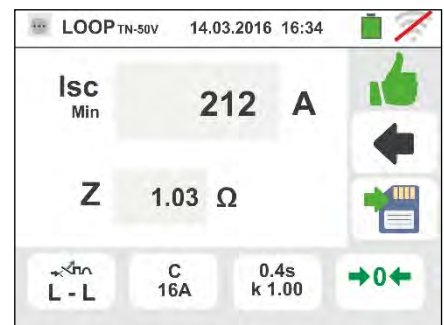 LOOP TN-50V 14.03.2016 16:34
Isc
Min
212 A
Z 1.03 Ω
L - L
C
16A
0.4s
k 1.00
0